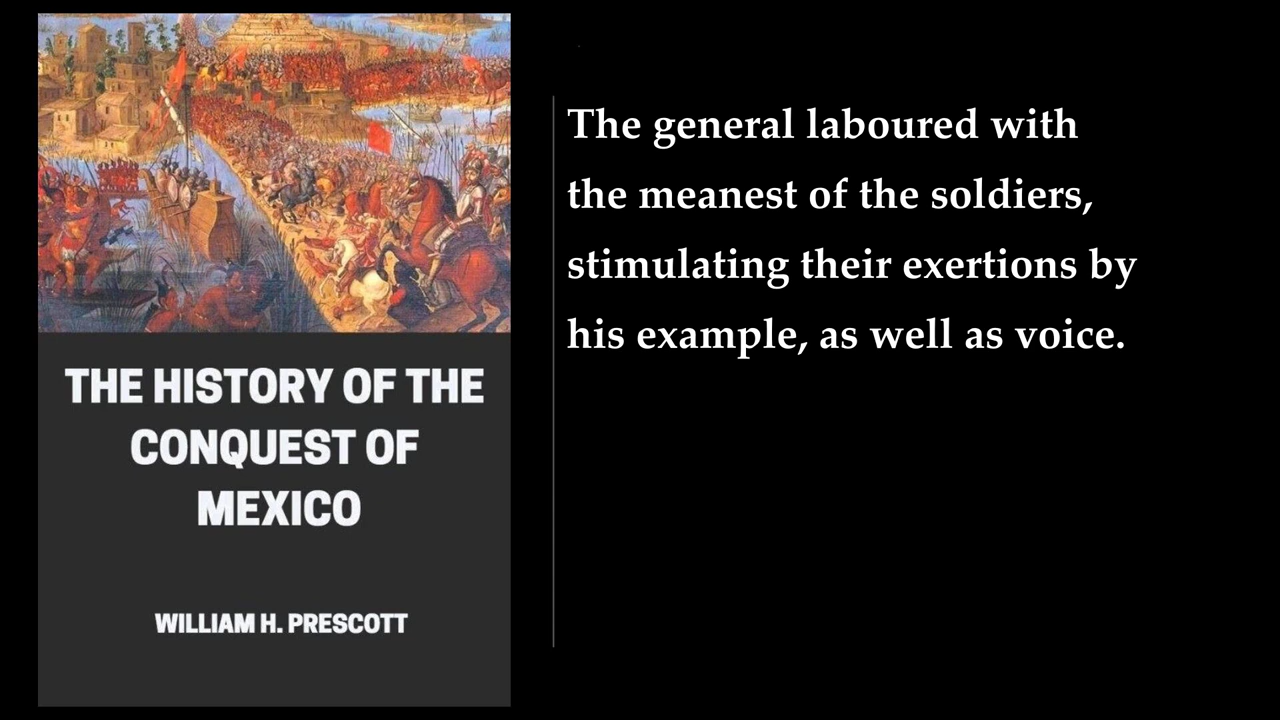 THE HISTORY OF THE
CONQUEST OF
MEXICO
WILLIAM H. PRESCOTT
The general laboured with
the meanest of the soldiers,
stimulating their exertions by
his example, as well as voice.